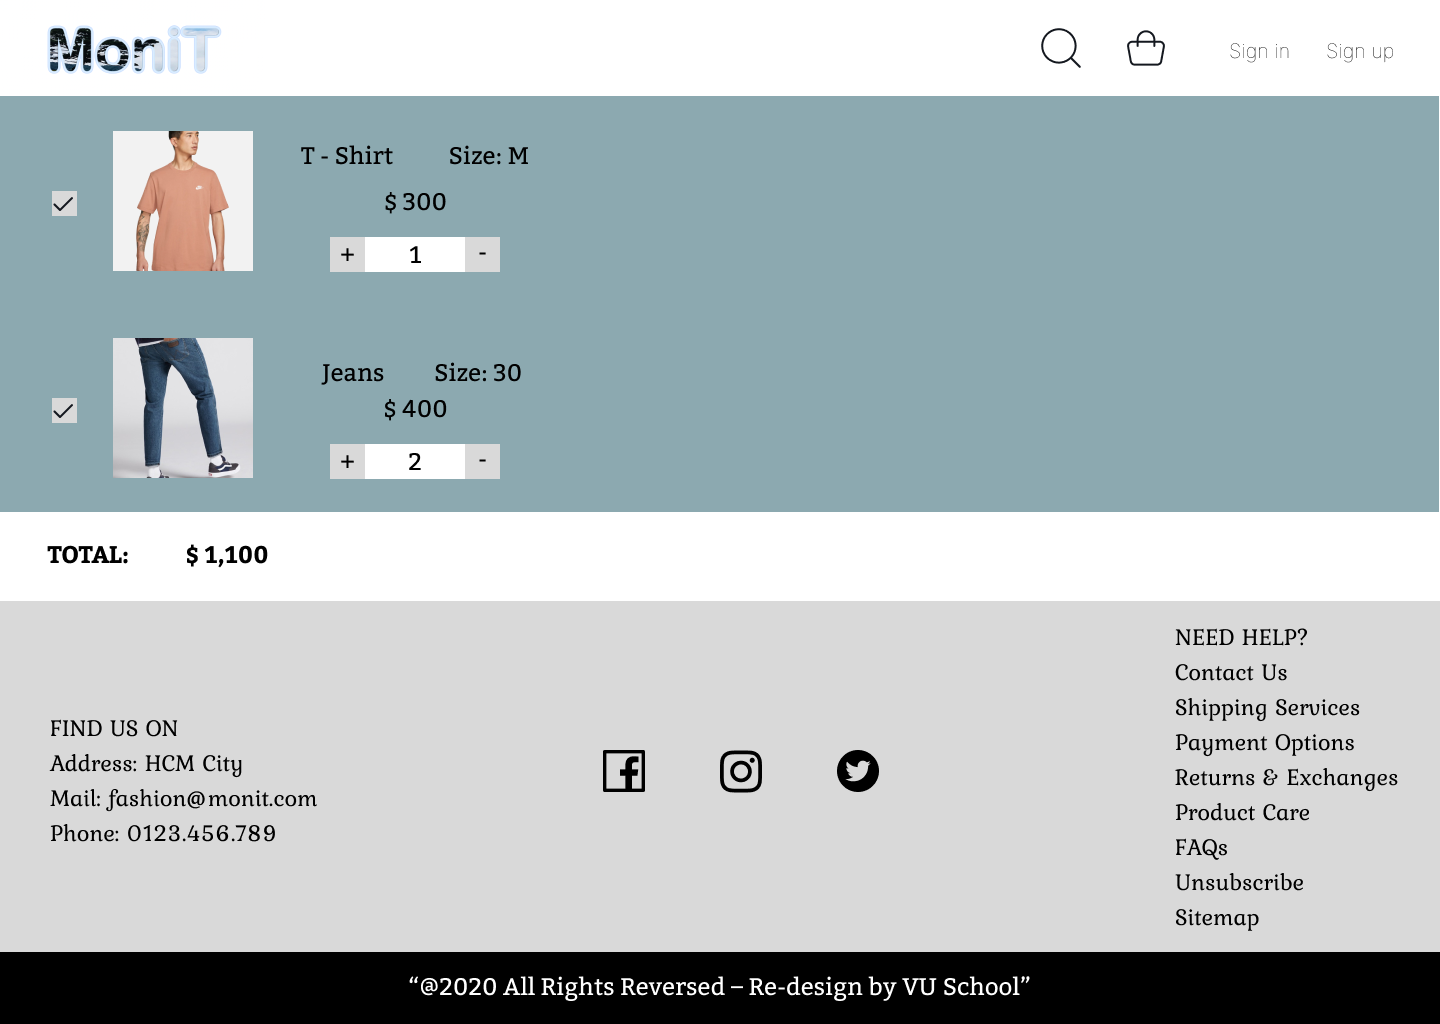 MoniT
Sign in Sign up
T - Shirt Size: M
$ 300
+ 1 -
Jeans Size: 30
$ 400
+ 2 -
TOTAL: $ 1,100
FIND US ON
Address: HCM City
Mail: fashion@monit.com
Phone: 0123.456.789
NEED HELP?
Contact Us
Shipping Services
Payment Options
Returns & Exchanges
Product Care
FAQs
Unsubscribe
Sitemap
“@2020 All Rights Reversed – Re-design by VU School”